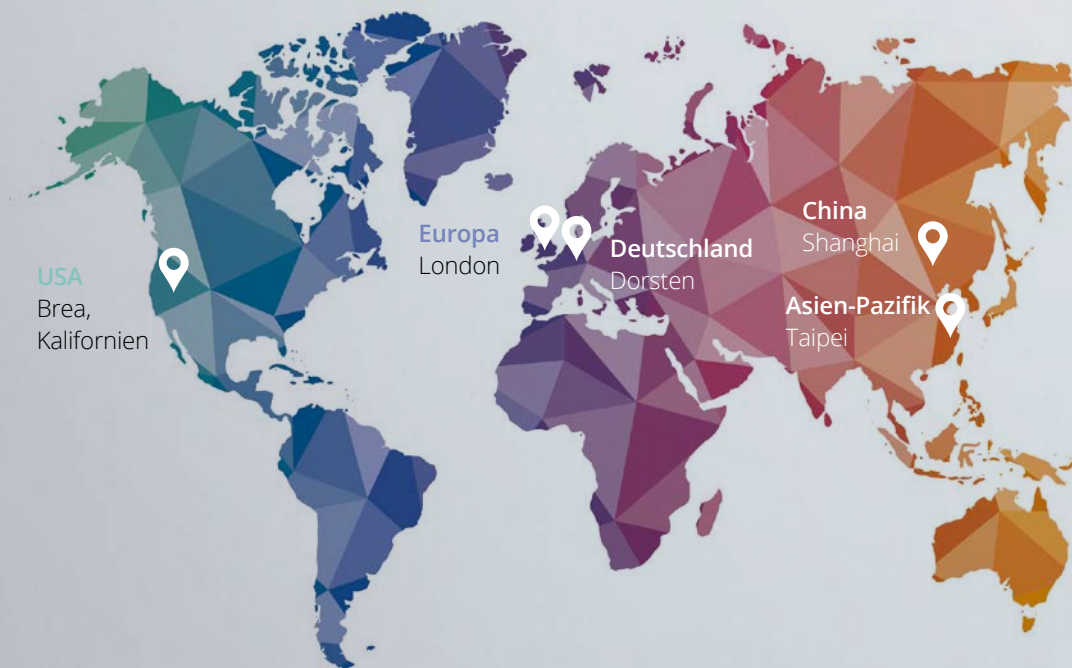 USA
Brea,
Kalifornien
Europa
London
Deutschland
Dorsten
China
Shanghai
Asien-Pazifik
Taipei